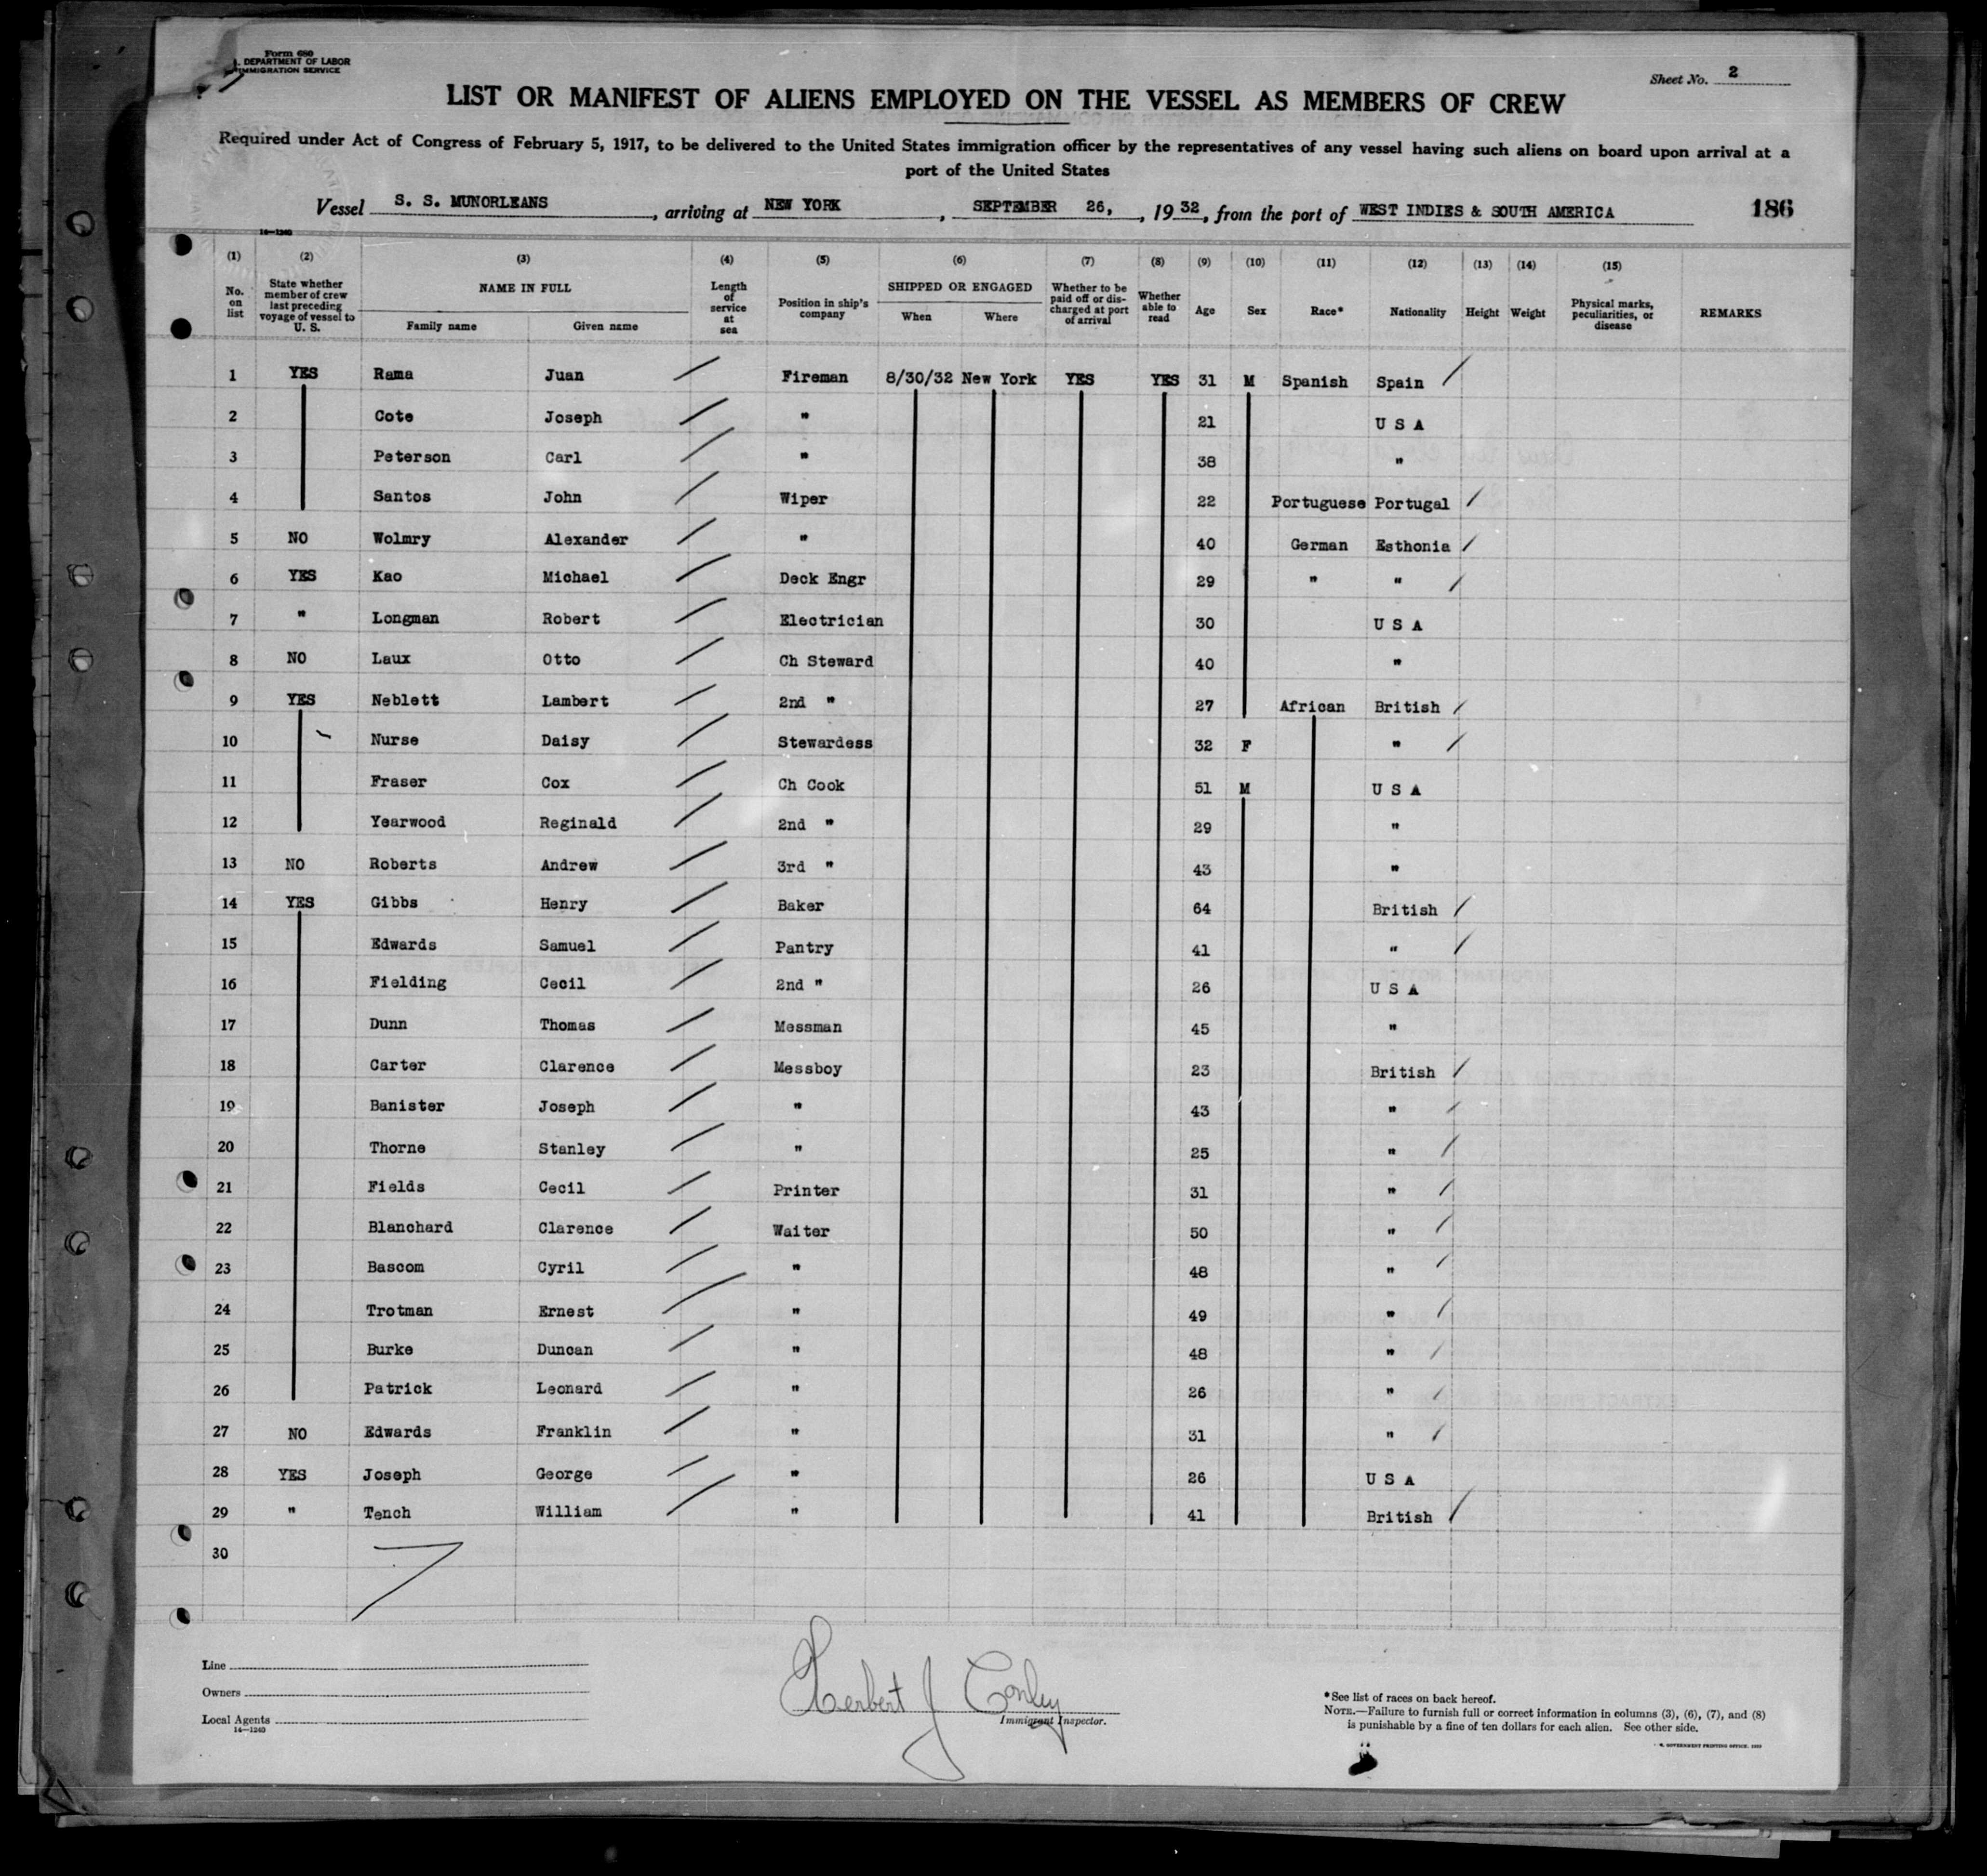 Form 680
DEPARTMENT OF LABOR
IMMIGRATION SERVICE
Sheet No. 2
LIST OR MANIFEST OF ALIENS EMPLOYED ON THE VESSEL AS MEMBERS OF CREW
Required under Act of Congress of February 5, 1917, to be delivered to the United States immigration officer by the representatives of any vessel having such aliens on board upon arrival at a
port of the United States
Vessel S. S. MUNORLEANS, arriving at NEW YORK, SEPTEMBER 26, 1932, from the port of WEST INDIES & SOUTH AMERICA 186
14—1240
(1) (2) (3) (4) (5) (6) (7) (8) (9) (10) (11) (12) (13) (14) (15)
No. on list State whether member of crew last preceding voyage of vessel to U. S. NAME IN FULL Family name Given name Length of service at sea Position in ship's company SHIPPED OR ENGAGED When Where Whether to be paid off or discharged at port of arrival Whether able to read Age Sex Race* Nationality Height Weight Physical marks, peculiarities, or disease REMARKS
1 YES Rama Juan Fireman 8/30/32 New York YES YES 31 M Spanish Spain
2 Cote Joseph " 21 U S A
3 Peterson Carl " 38 "
4 Santos John Wiper 22 Portuguese Portugal
5 NO Wolmry Alexander " 40 German Esthonia
6 YES Kao Michael Deck Engr 29 " "
7 " Longman Robert Electrician 30 U S A
8 NO Laux Otto Ch Steward 40 "
9 YES Neblett Lambert 2nd " 27 African British
10 Nurse Daisy Stewardess 32 F "
11 Fraser Cox Ch Cook 51 M U S A
12 Yearwood Reginald 2nd " 29 "
13 NO Roberts Andrew 3rd " 43 "
14 YES Gibbs Henry Baker 64 British
15 Edwards Samuel Pantry 41 "
16 Fielding Cecil 2nd " 26 U S A
17 Dunn Thomas Messman 45 "
18 Carter Clarence Messboy 23 British
19 Banister Joseph " 43 "
20 Thorne Stanley " 25 "
21 Fields Cecil Printer 31 "
22 Blanchard Clarence Waiter 50 "
23 Bascom Cyril " 48 "
24 Trotman Ernest " 49 "
25 Burke Duncan " 48 "
26 Patrick Leonard " 26 "
27 NO Edwards Franklin " 31 "
28 YES Joseph George " 26 U S A
29 " Tench William " 41 British
30
Line
Owners
Local Agents
14—1240
Herbert J Conley
Immigrant Inspector.
*See list of races on back hereof.
NOTE.—Failure to furnish full or correct information in columns (3), (6), (7), and (8)
is punishable by a fine of ten dollars for each alien. See other side.
GOVERNMENT PRINTING OFFICE